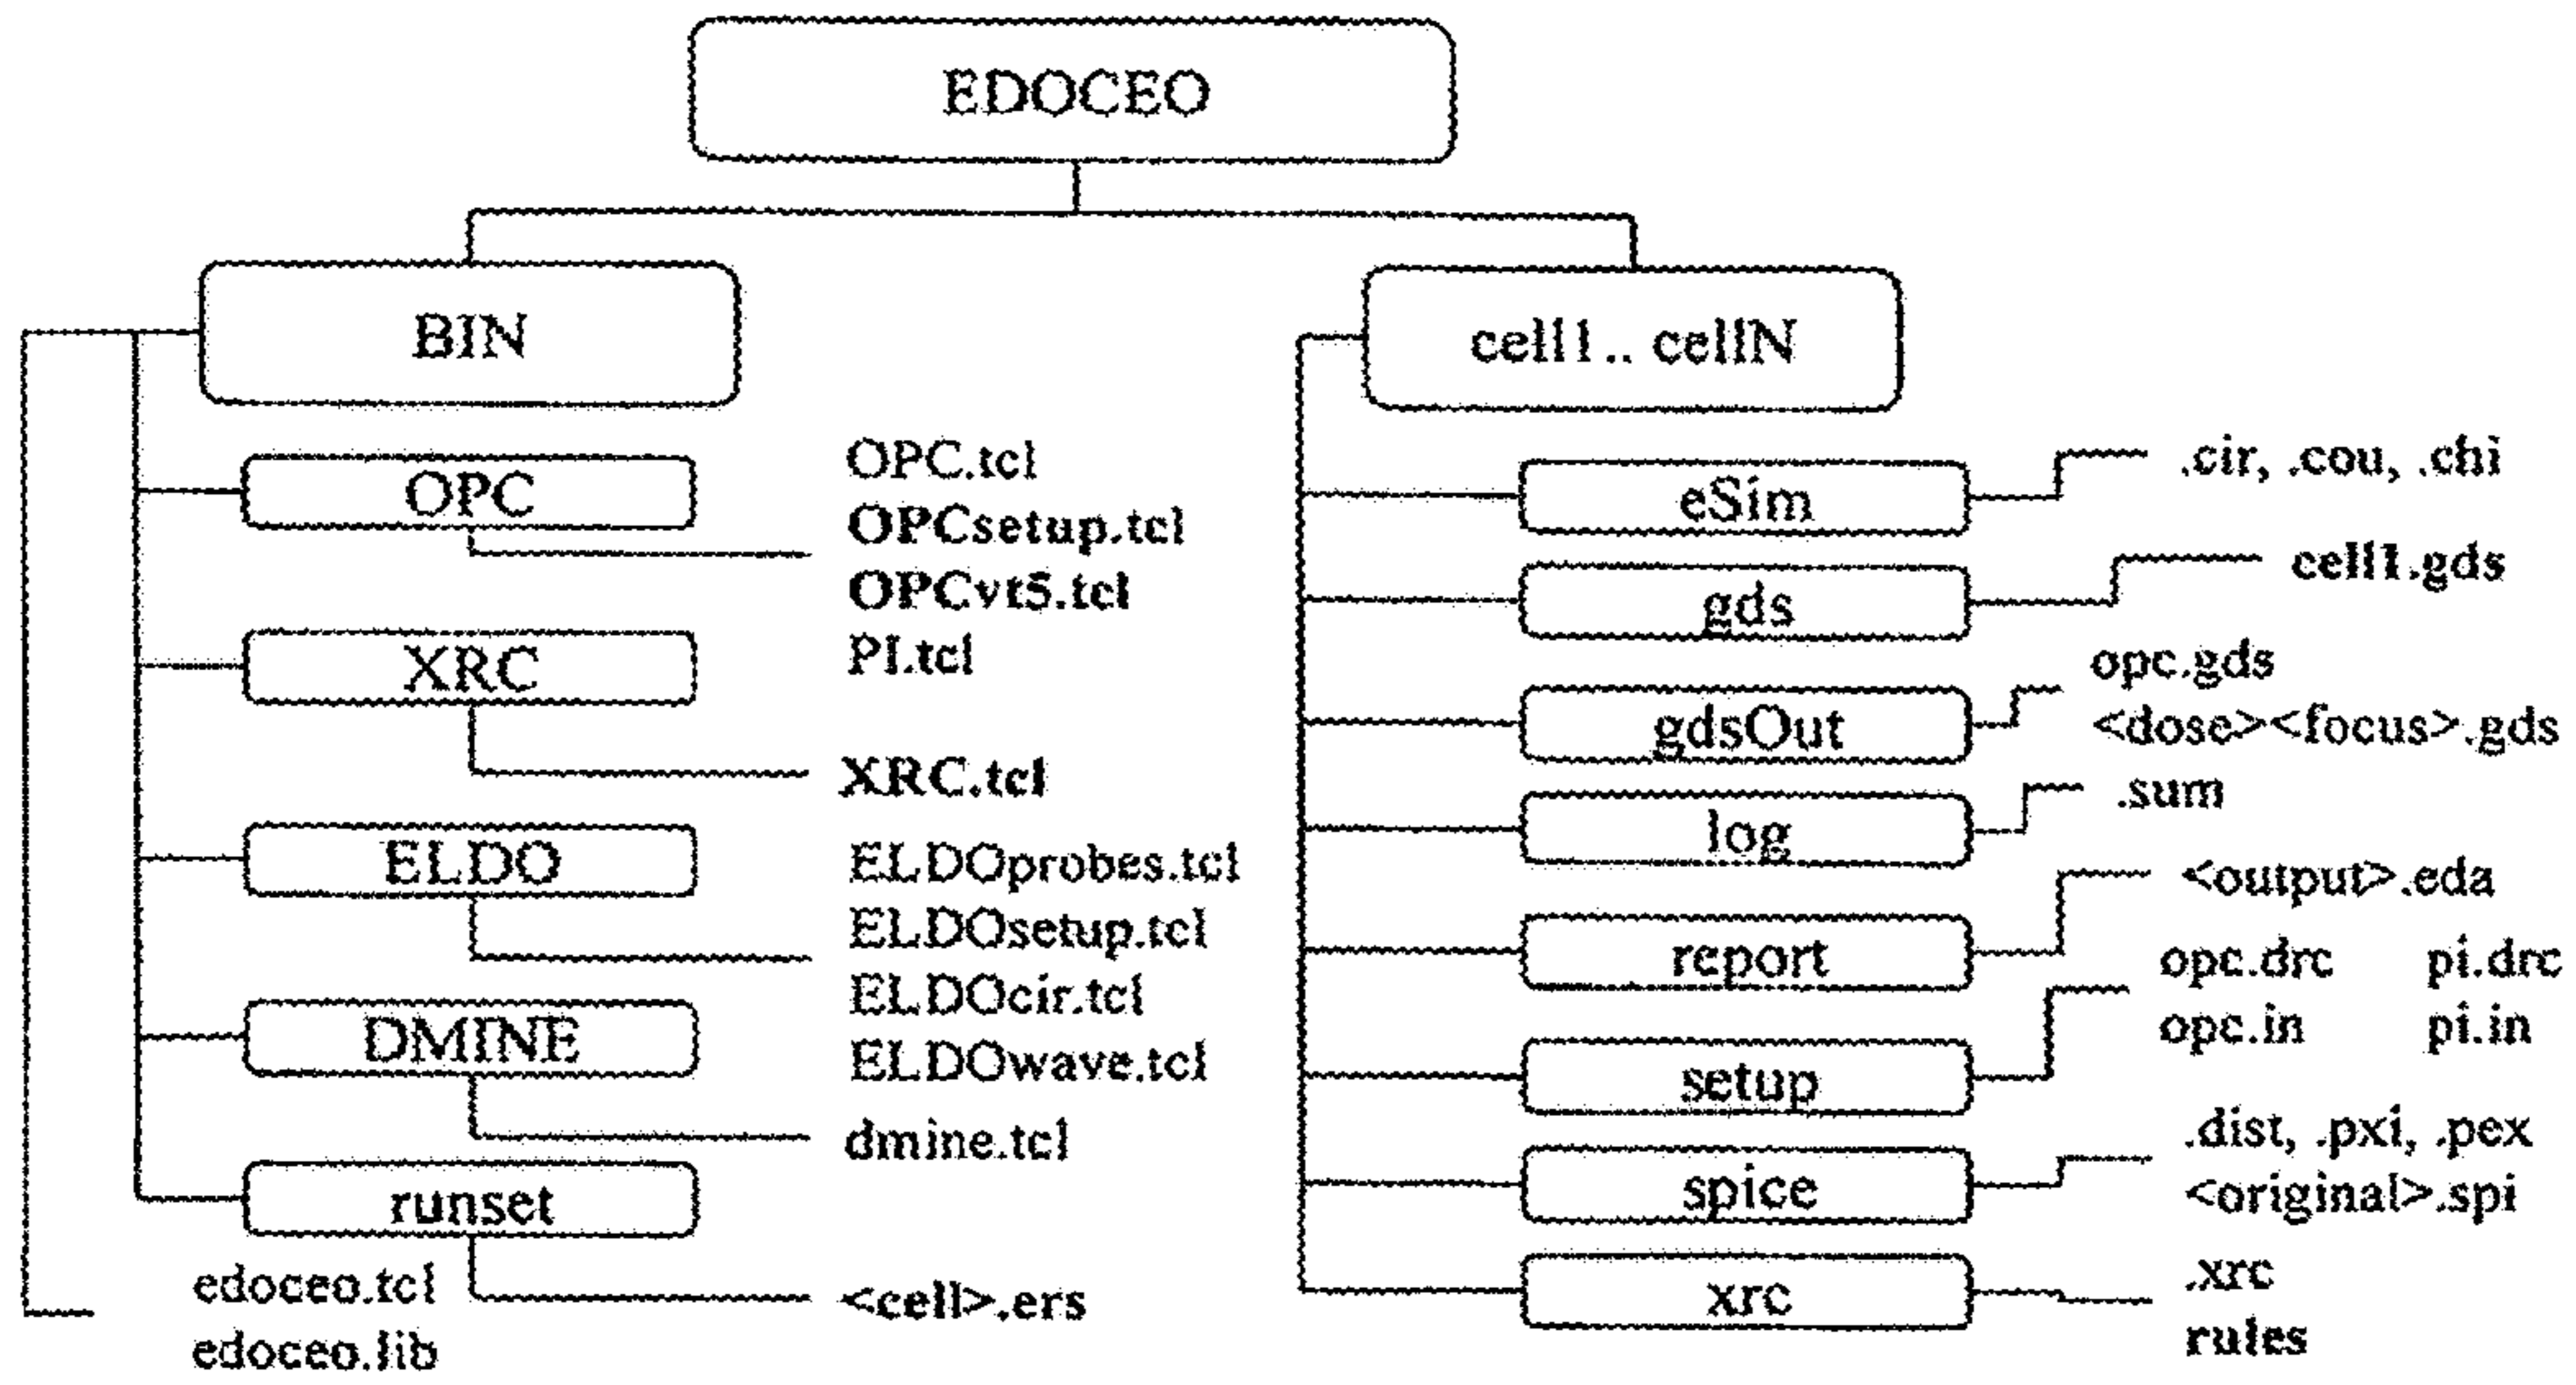 EDOCEO
BIN
OPC
OPC.tcl
OPCsetup.tcl
OPCvt5.tcl
PI.tcl
XRC
XRC.tcl
ELDO
ELDOprobes.tcl
ELDOsetup.tcl
ELDOcir.tcl
ELDOwave.tcl
DMINE
dmine.tcl
runset
<cell>.ers
edoceo.tcl
edoceo.lib
cell1.. cellN
eSim
.cir, .cou, .chi
gds
cell1.gds
gdsOut
opc.gds
<dose><focus>.gds
log
.sum
report
<output>.eda
setup
opc.drc pi.drc
opc.in pi.in
spice
.dist, .pxi, .pex
<original>.spi
xrc
.xrc
rules